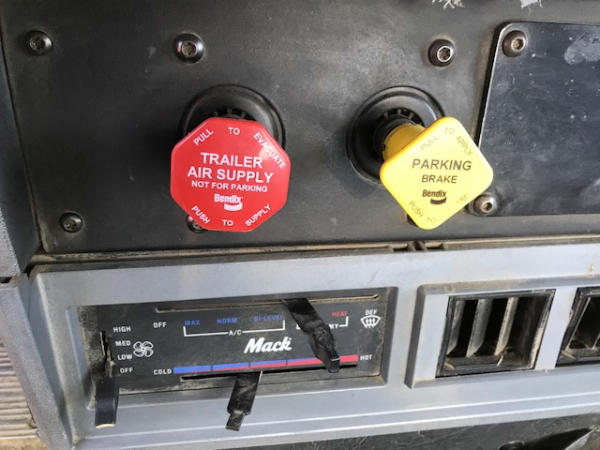 PULL TO EVACUATE
TRAILER
AIR SUPPLY
NOT FOR PARKING
Bendix
PUSH TO SUPPLY
PULL TO APPLY
PARKING
BRAKE
Bendix
PUSH TO
HIGH
MED
LOW
OFF
OFF MAX NORM BI-LEVEL HEAT DEF
A/C
Mack
COLD HOT